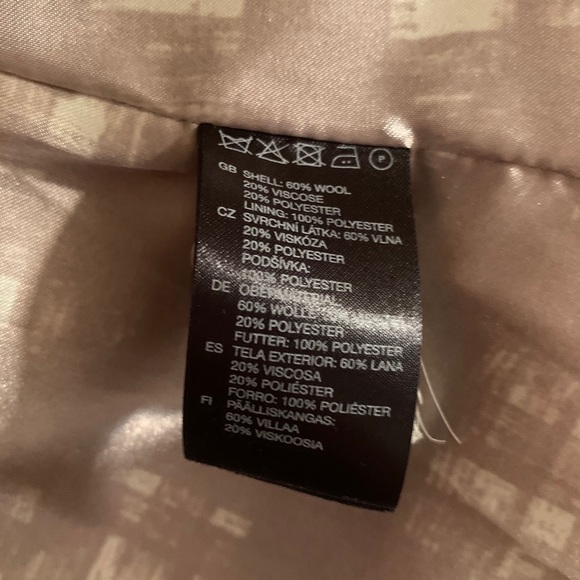 P
GB SHELL: 60% WOOL
20% VISCOSE
20% POLYESTER
LINING: 100% POLYESTER
CZ SVRCHNÍ LÁTKA: 60% VLNA
20% VISKÓZA
20% POLYESTER
PODŠÍVKA:
100% POLYESTER
DE OBERMATERIAL
60% WOLLE
20% POLYESTER
FUTTER: 100% POLYESTER
ES TELA EXTERIOR: 60% LANA
20% VISCOSA
20% POLIÉSTER
FORRO: 100% POLIÉSTER
FI PÄÄLLISKANGAS:
60% VILLAA
20% VISKOOSIA